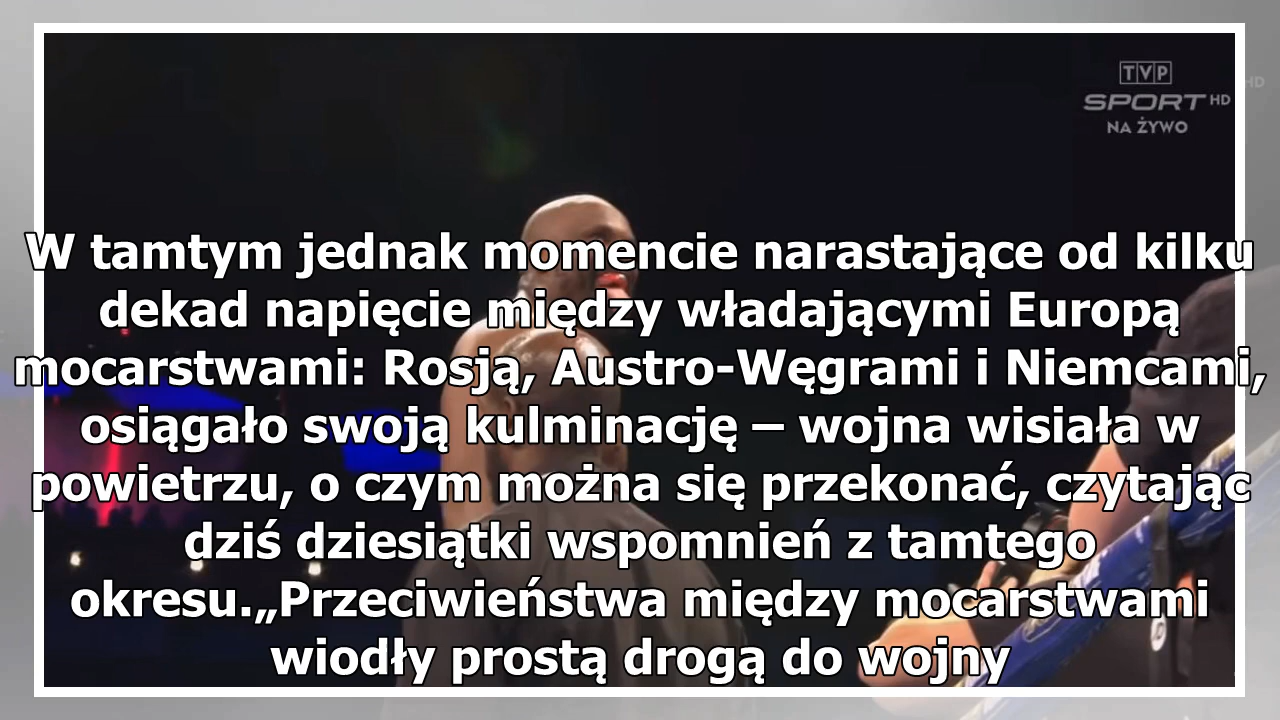 TVP
SPORT HD
HD
NA ŻYWO
W tamtym jednak momencie narastające od kilku
dekad napięcie między władającymi Europą
mocarstwami: Rosją, Austro-Węgrami i Niemcami,
osiągało swoją kulminację – wojna wisiała w
powietrzu, o czym można się przekonać, czytając
dziś dziesiątki wspomnień z tamtego
okresu.„Przeciwieństwa między mocarstwami
wiodły prostą drogą do wojny